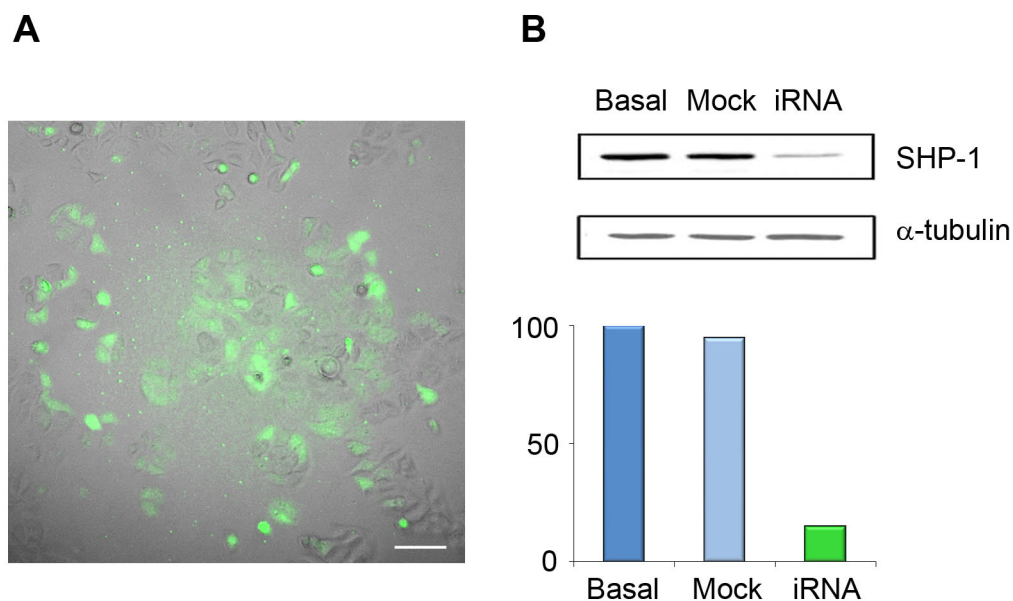 A
B
Basal Mock iRNA
SHP-1
α-tubulin
100
50
0
Basal Mock iRNA